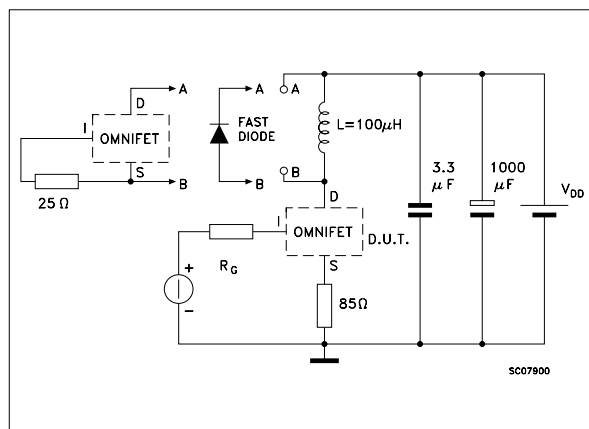 D
A
I
OMNIFET
S
B
25 Ω
A
FAST
DIODE
B
A
B
L=100μH
D
I
OMNIFET
D.U.T.
S
R_G
+
−
85Ω
3.3
μF
1000
μF
V_DD
SC07900